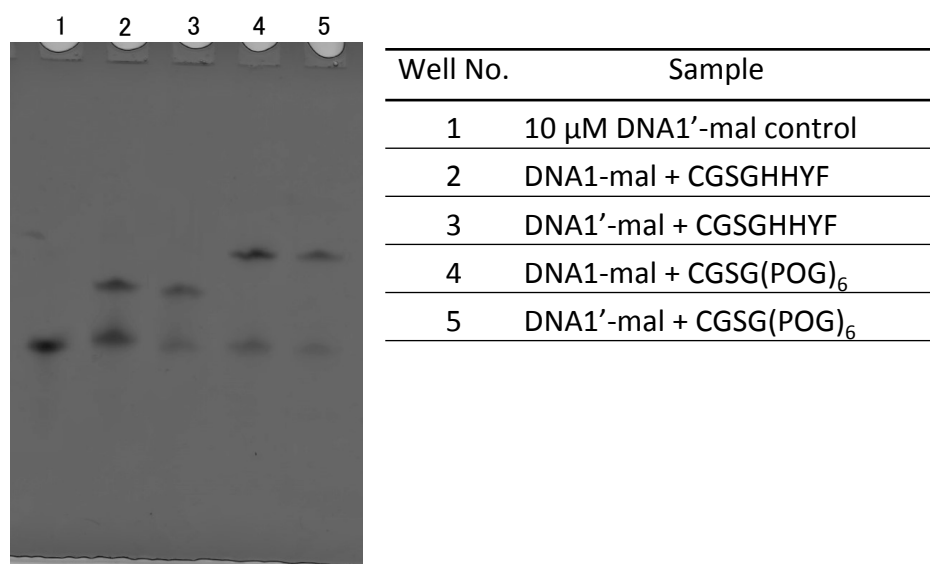 1 2 3 4 5
Well No. Sample
1 10 µM DNA1’-mal control
2 DNA1-mal + CGSGHHYF
3 DNA1’-mal + CGSGHHYF
4 DNA1-mal + CGSG(POG)₆
5 DNA1’-mal + CGSG(POG)₆